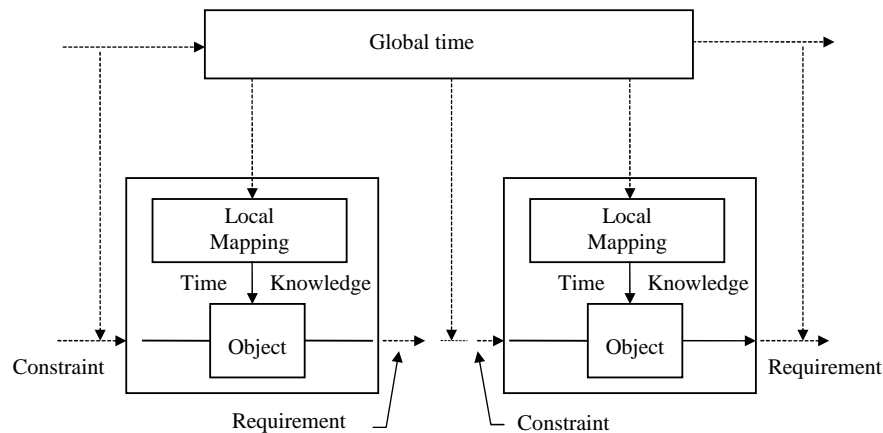 Global time
Local
Mapping
Time Knowledge
Object
Constraint
Requirement
Local
Mapping
Time Knowledge
Object
Constraint
Requirement